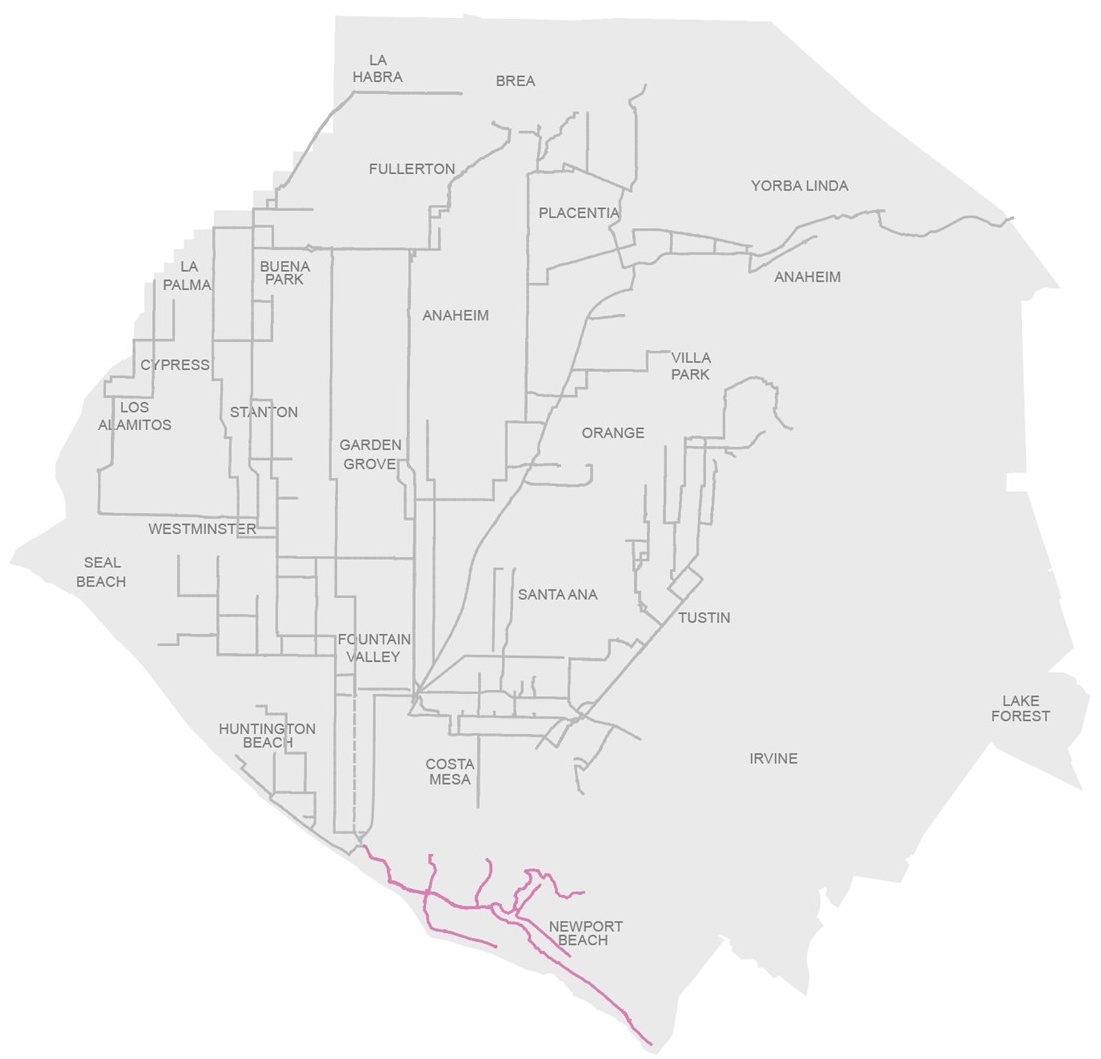 LA
HABRA
BREA
FULLERTON
YORBA LINDA
PLACENTIA
LA
PALMA
BUENA
PARK
ANAHEIM
ANAHEIM
CYPRESS
VILLA
PARK
LOS
ALAMITOS
STANTON
ORANGE
GARDEN
GROVE
WESTMINSTER
SEAL
BEACH
SANTA ANA
TUSTIN
FOUNTAIN
VALLEY
LAKE
FOREST
HUNTINGTON
BEACH
COSTA
MESA
IRVINE
NEWPORT
BEACH